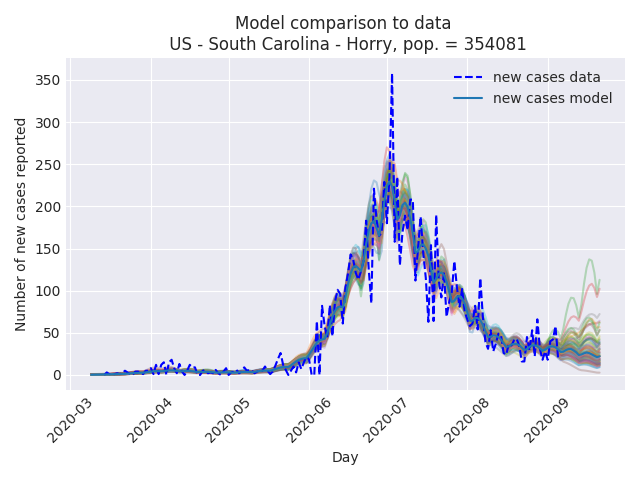 Model comparison to data
US - South Carolina - Horry, pop. = 354081
new cases data
new cases model
Number of new cases reported
350
300
250
200
150
100
50
0
2020-03
2020-04
2020-05
2020-06
2020-07
2020-08
2020-09
Day